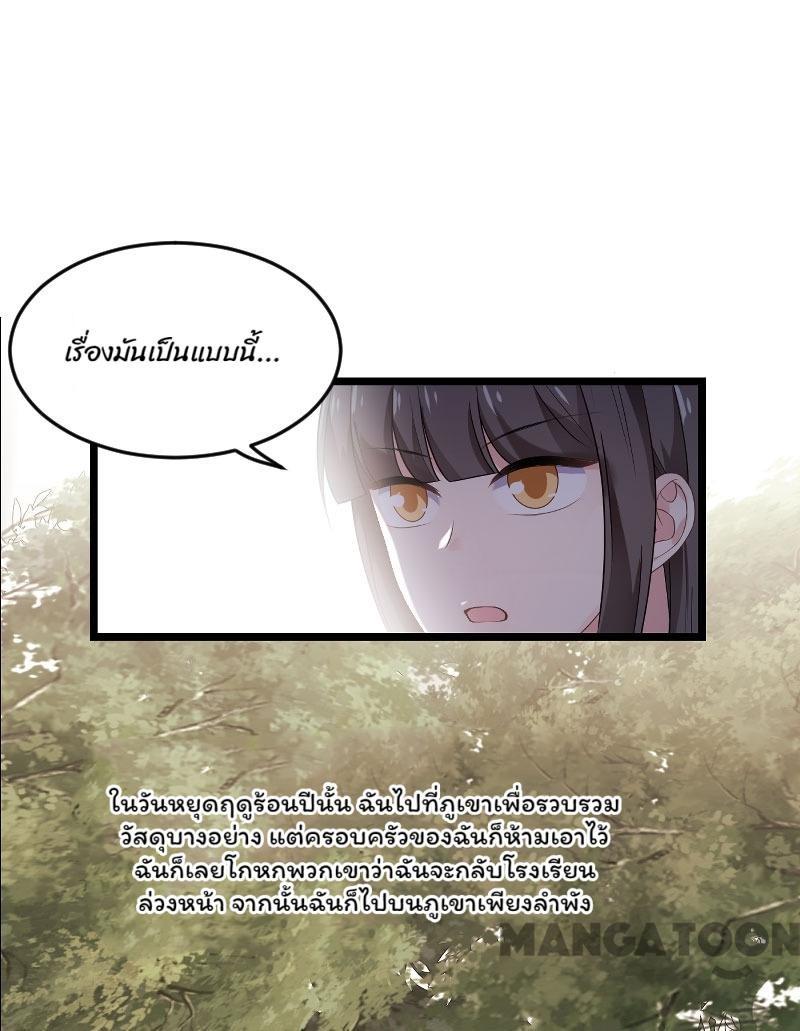 เรื่องมันเป็นแบบนี้...
ในวันหยุดฤดูร้อนปีนั้น ฉันไปที่ภูเขาเพื่อรวบรวม
วัสดุบางอย่าง แต่ครอบครัวของฉันก็ห้ามเอาไว้
ฉันก็เลยโกหกพวกเขาว่าฉันจะกลับโรงเรียน
ล่วงหน้า จากนั้นฉันก็ไปบนภูเขาเพียงลำพัง
MANGATOON